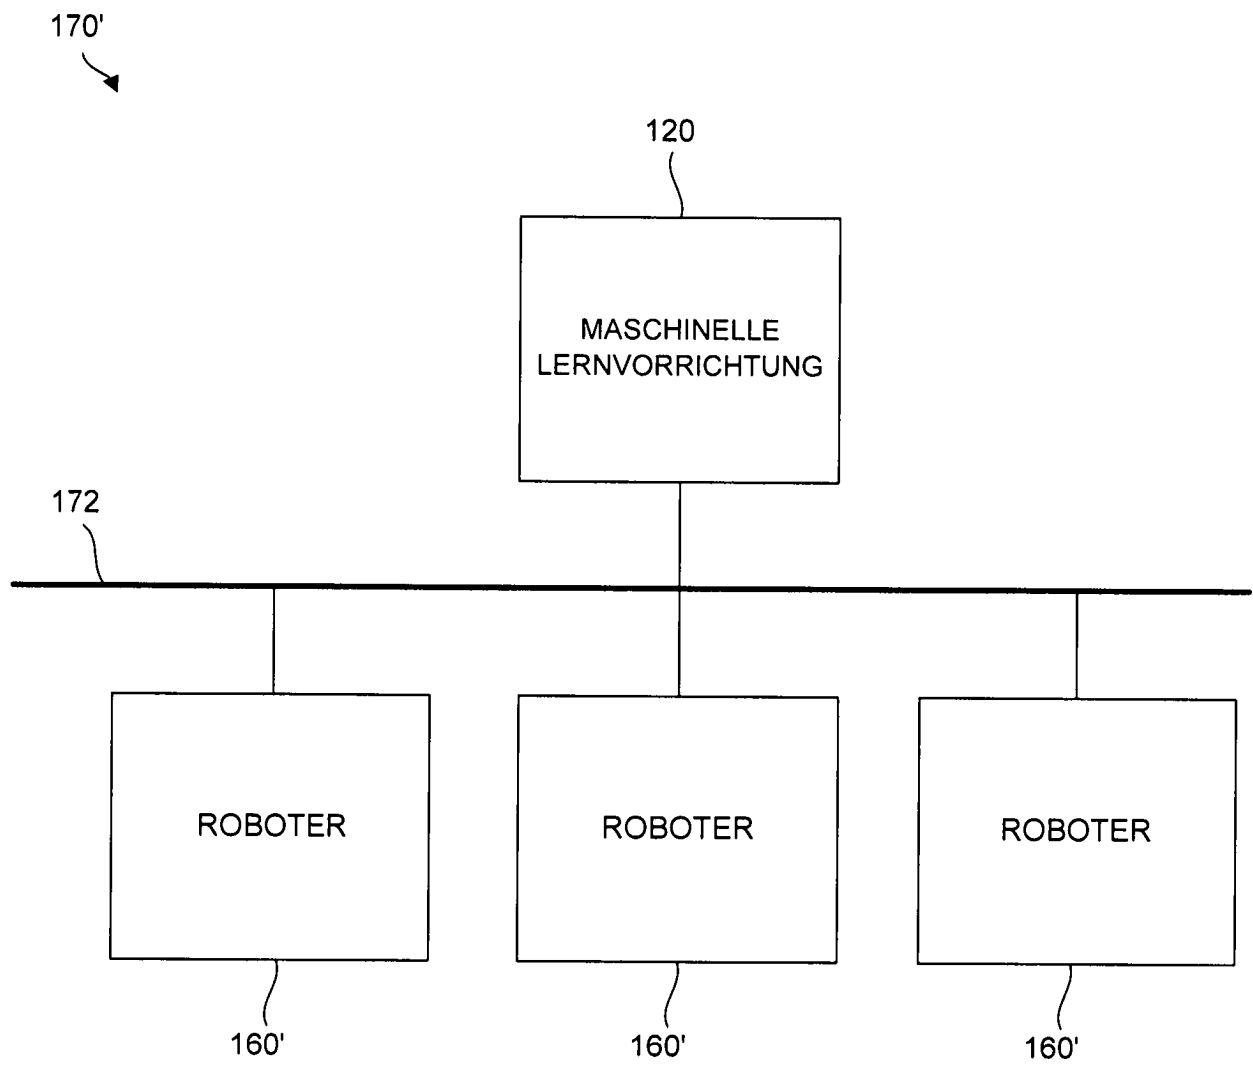 170'
120
MASCHINELLE
LERNVORRICHTUNG
172
ROBOTER
ROBOTER
ROBOTER
160'
160'
160'